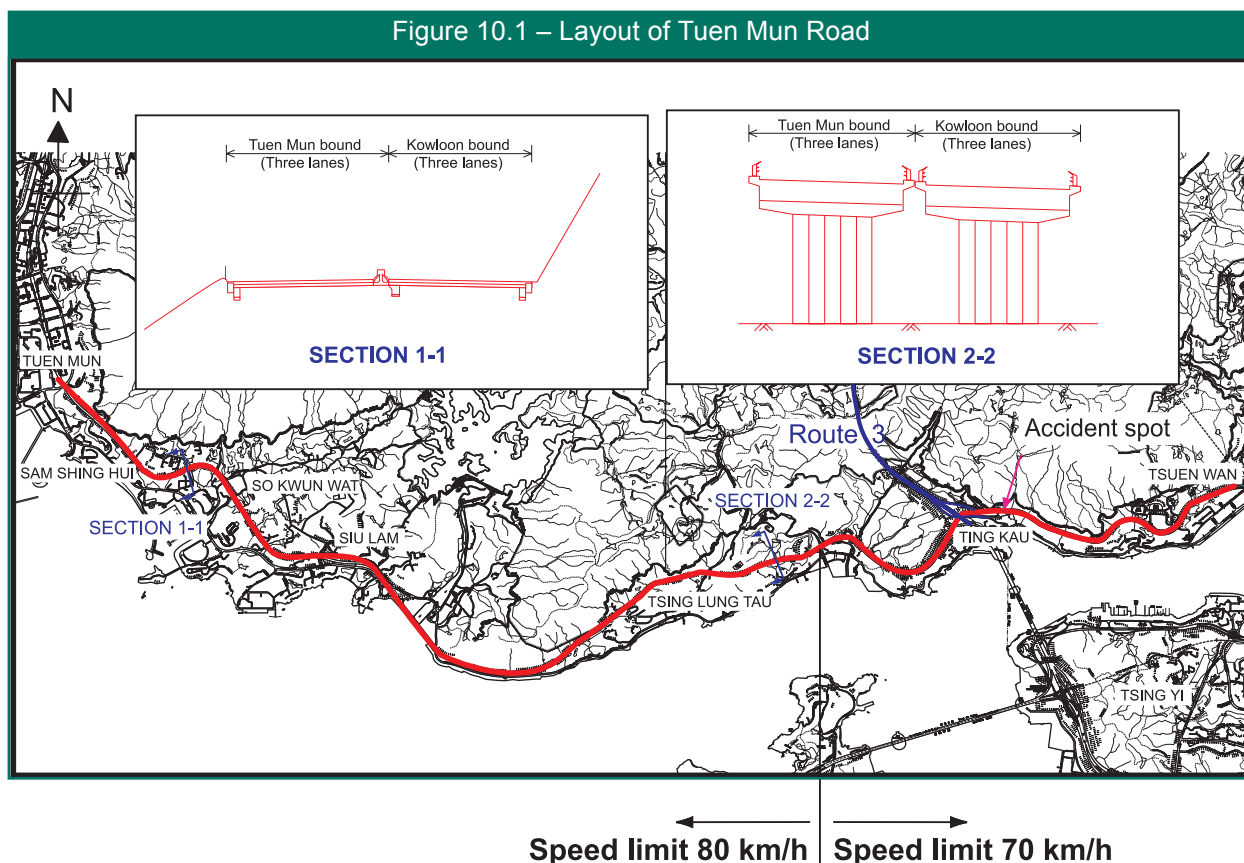 Figure 10.1 – Layout of Tuen Mun Road
N
Tuen Mun bound
(Three lanes)
Kowloon bound
(Three lanes)
SECTION 1-1
Tuen Mun bound
(Three lanes)
Kowloon bound
(Three lanes)
SECTION 2-2
TUEN MUN
Route 3
Accident spot
SAM SHING HUI
SO KWUN WAT
TSUEN WAN
SECTION 1-1
SECTION 2-2
SIU LAM
TING KAU
TSING LUNG TAU
TSING YI
Speed limit 80 km/h
Speed limit 70 km/h